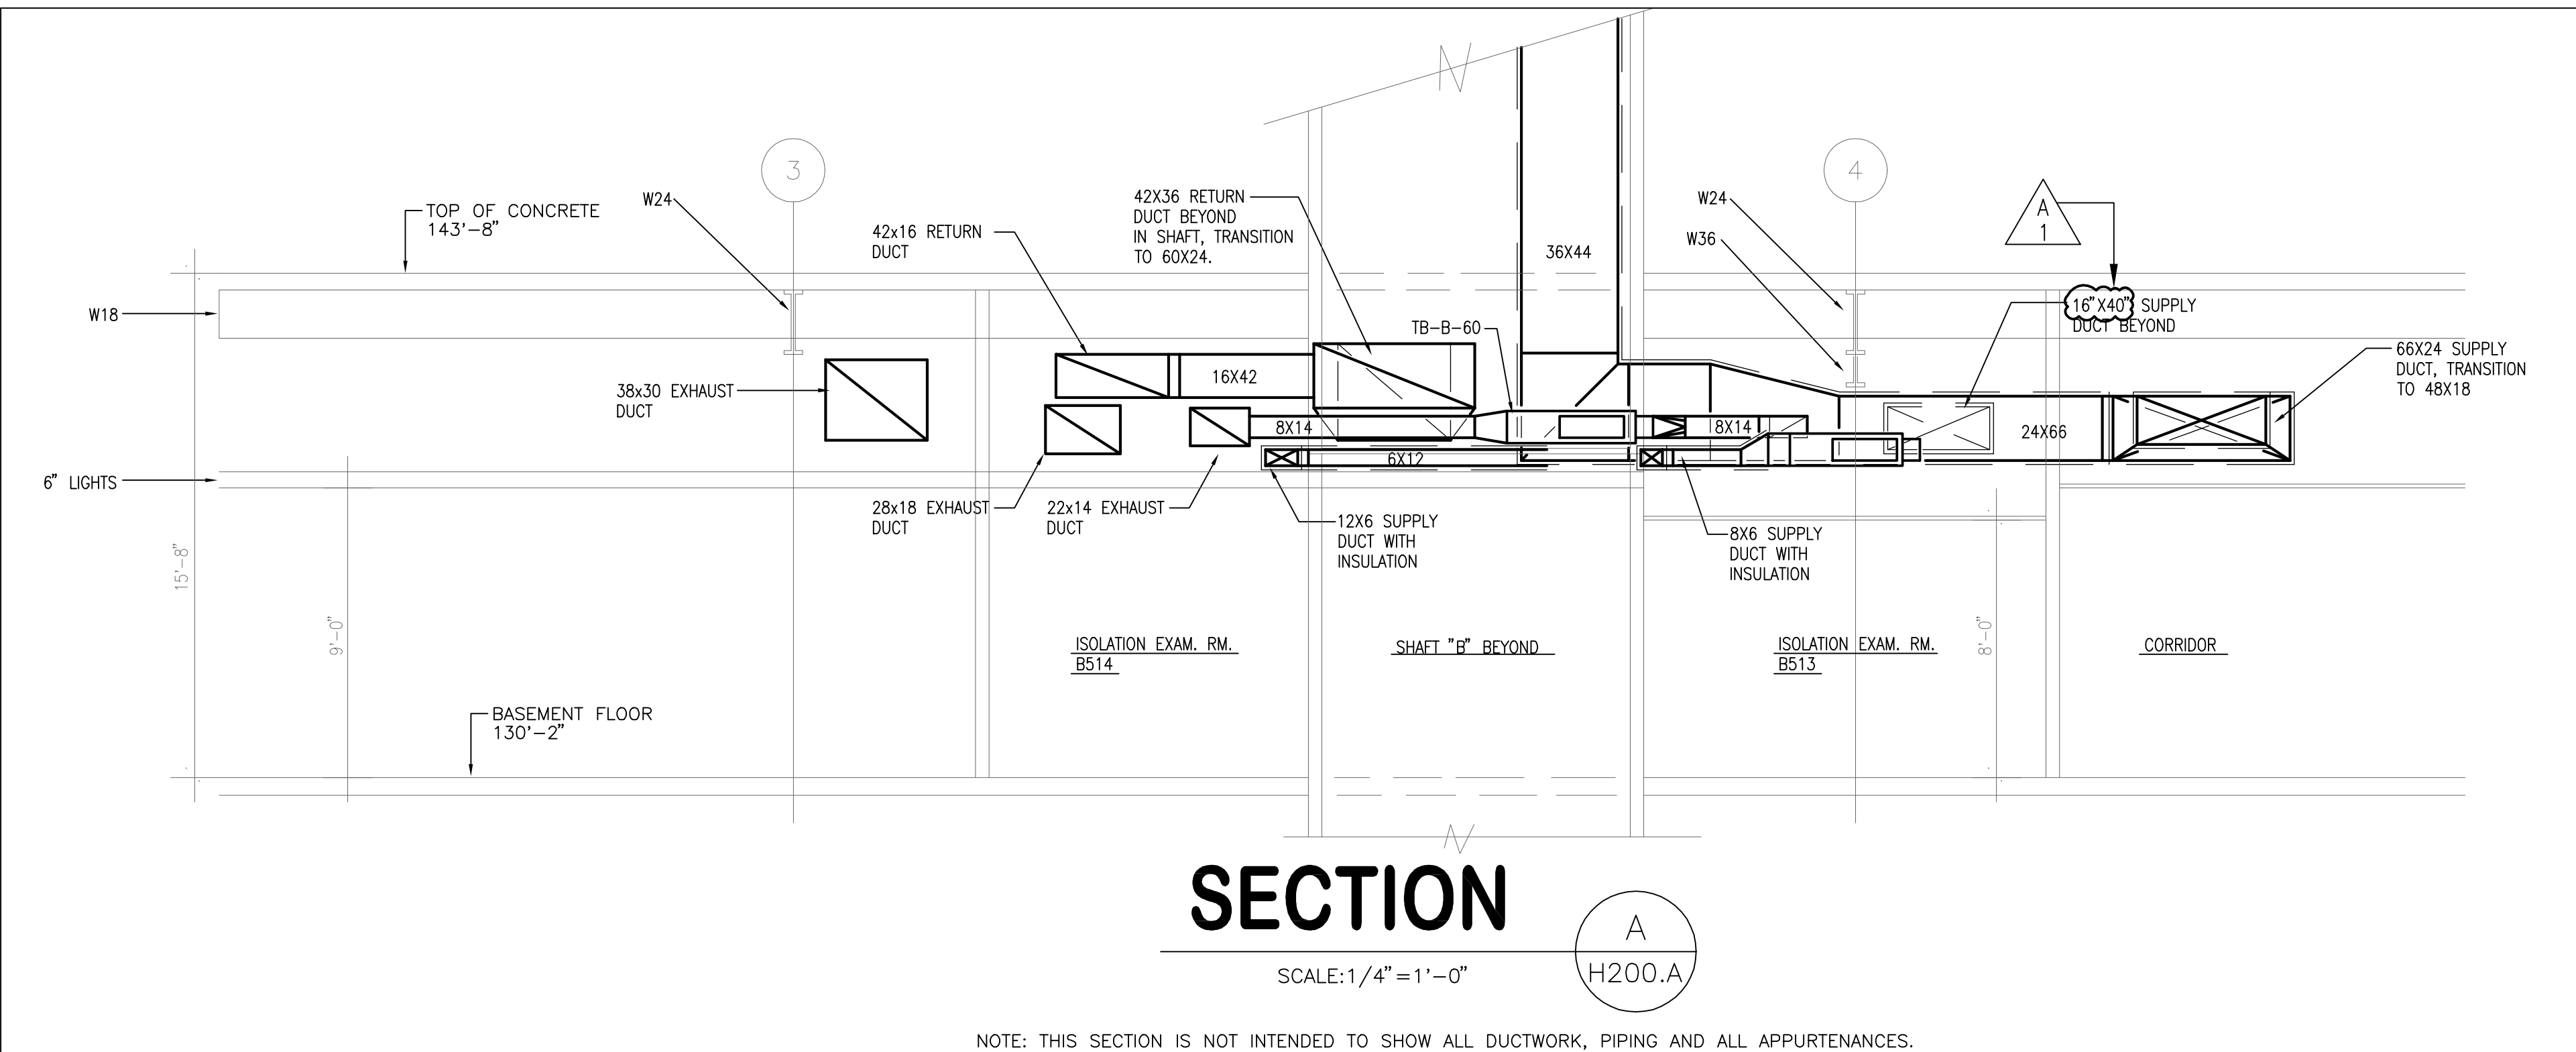 3
4
A
1
TOP OF CONCRETE
143'-8"
W24
42x16 RETURN
DUCT
42X36 RETURN
DUCT BEYOND
IN SHAFT, TRANSITION
TO 60X24.
36X44
W24
W36
16"X40" SUPPLY
DUCT BEYOND
W18
TB-B-60
66X24 SUPPLY
DUCT, TRANSITION
TO 48X18
38x30 EXHAUST
DUCT
16X42
8X14
8X14
24X66
6X12
6" LIGHTS
28x18 EXHAUST
DUCT
22x14 EXHAUST
DUCT
12X6 SUPPLY
DUCT WITH
INSULATION
8X6 SUPPLY
DUCT WITH
INSULATION
15'-8"
9'-0"
8'-0"
ISOLATION EXAM. RM.
B514
SHAFT "B" BEYOND
ISOLATION EXAM. RM.
B513
CORRIDOR
BASEMENT FLOOR
130'-2"
SECTION
SCALE:1/4"=1'-0"
A
H200.A
NOTE: THIS SECTION IS NOT INTENDED TO SHOW ALL DUCTWORK, PIPING AND ALL APPURTENANCES.